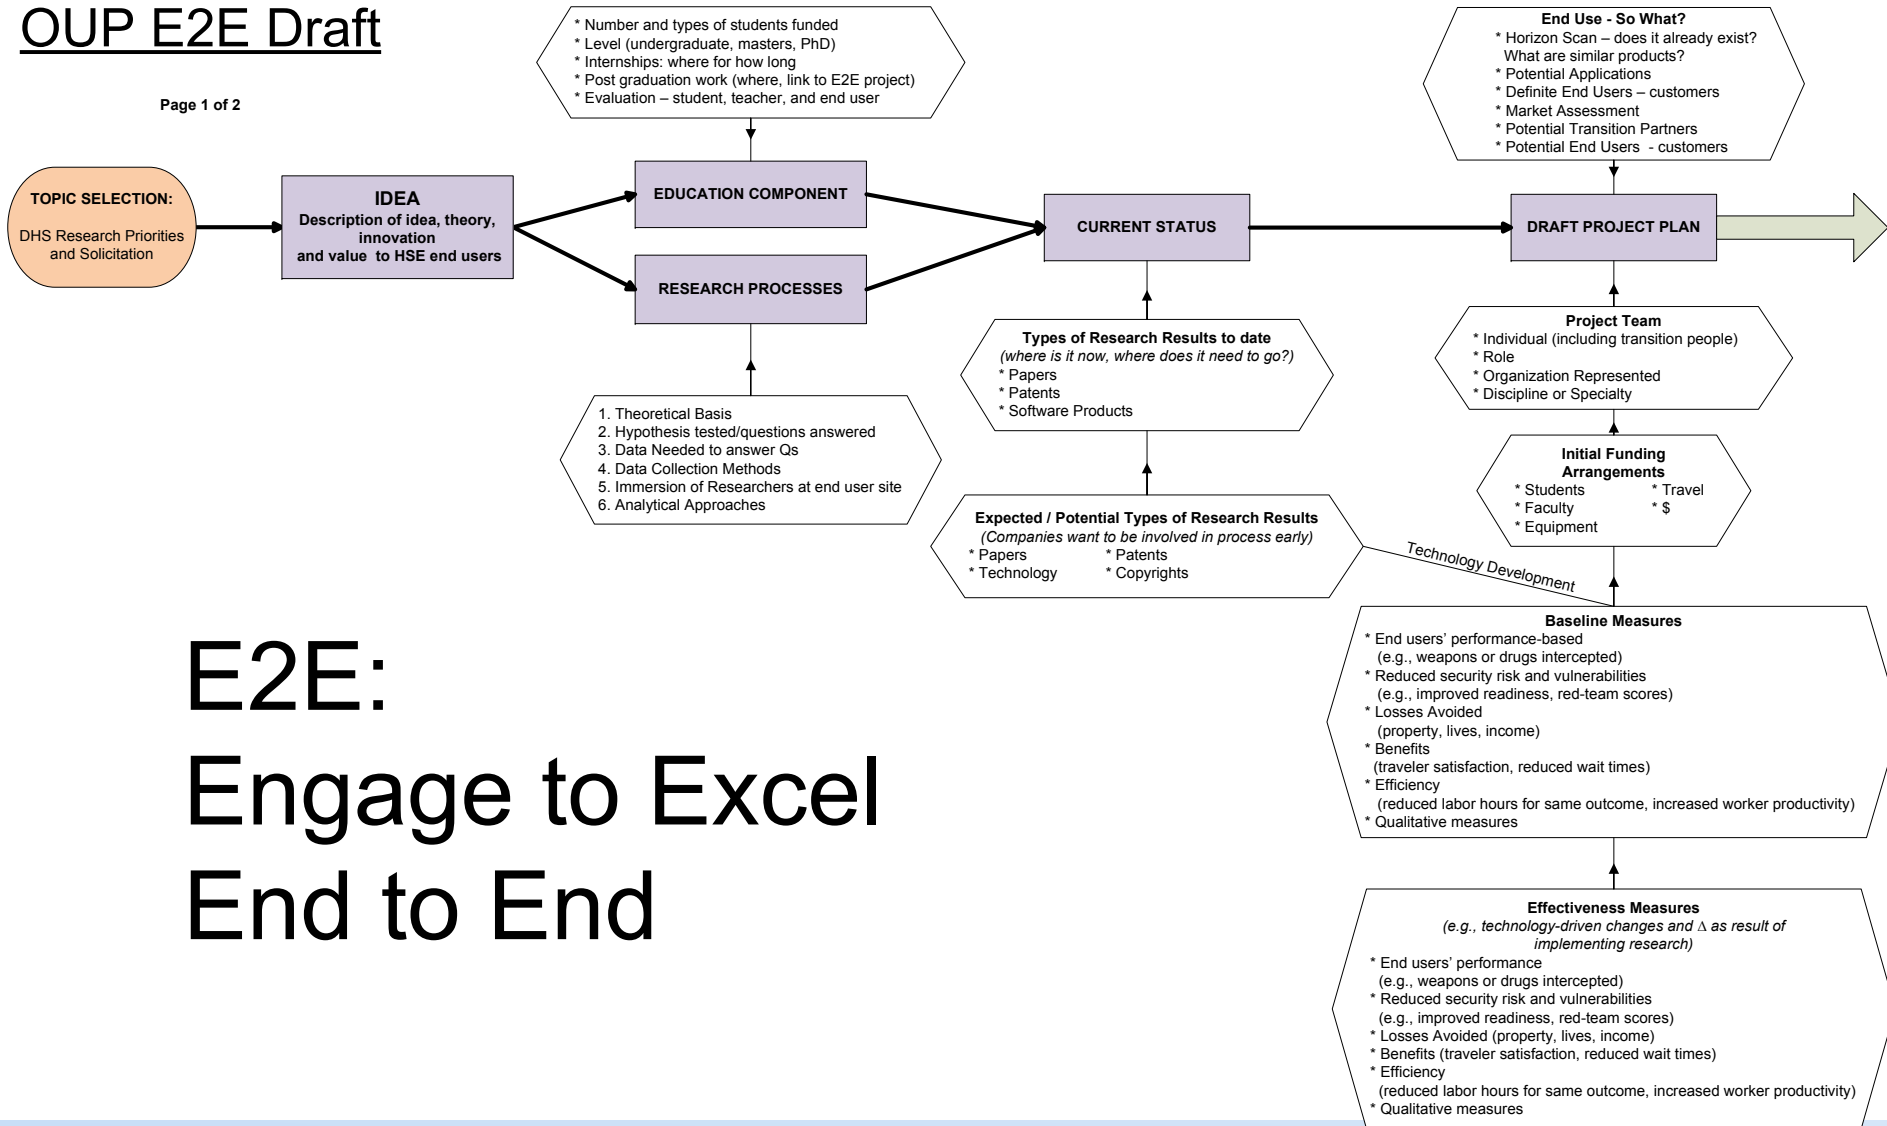 OUP E2E Draft
Page 1 of 2
* Number and types of students funded
* Level (undergraduate, masters, PhD)
* Internships: where for how long
* Post graduation work (where, link to E2E project)
* Evaluation – student, teacher, and end user
End Use - So What?
* Horizon Scan – does it already exist?
What are similar products?
* Potential Applications
* Definite End Users – customers
* Market Assessment
* Potential Transition Partners
* Potential End Users - customers
TOPIC SELECTION:
DHS Research Priorities
and Solicitation
IDEA
Description of idea, theory,
innovation
and value to HSE end users
EDUCATION COMPONENT
RESEARCH PROCESSES
CURRENT STATUS
DRAFT PROJECT PLAN
1. Theoretical Basis
2. Hypothesis tested/questions answered
3. Data Needed to answer Qs
4. Data Collection Methods
5. Immersion of Researchers at end user site
6. Analytical Approaches
Types of Research Results to date
(where is it now, where does it need to go?)
* Papers
* Patents
* Software Products
Project Team
* Individual (including transition people)
* Role
* Organization Represented
* Discipline or Specialty
Initial Funding
Arrangements
* Students * Travel
* Faculty * $
* Equipment
Expected / Potential Types of Research Results
(Companies want to be involved in process early)
* Papers * Patents
* Technology * Copyrights
Technology Development
Baseline Measures
* End users’ performance-based
(e.g., weapons or drugs intercepted)
* Reduced security risk and vulnerabilities
(e.g., improved readiness, red-team scores)
* Losses Avoided
(property, lives, income)
* Benefits
(traveler satisfaction, reduced wait times)
* Efficiency
(reduced labor hours for same outcome, increased worker productivity)
* Qualitative measures
Effectiveness Measures
(e.g., technology-driven changes and Δ as result of
implementing research)
* End users’ performance
(e.g., weapons or drugs intercepted)
* Reduced security risk and vulnerabilities
(e.g., improved readiness, red-team scores)
* Losses Avoided (property, lives, income)
* Benefits (traveler satisfaction, reduced wait times)
* Efficiency
(reduced labor hours for same outcome, increased worker productivity)
* Qualitative measures
E2E:
Engage to Excel
End to End